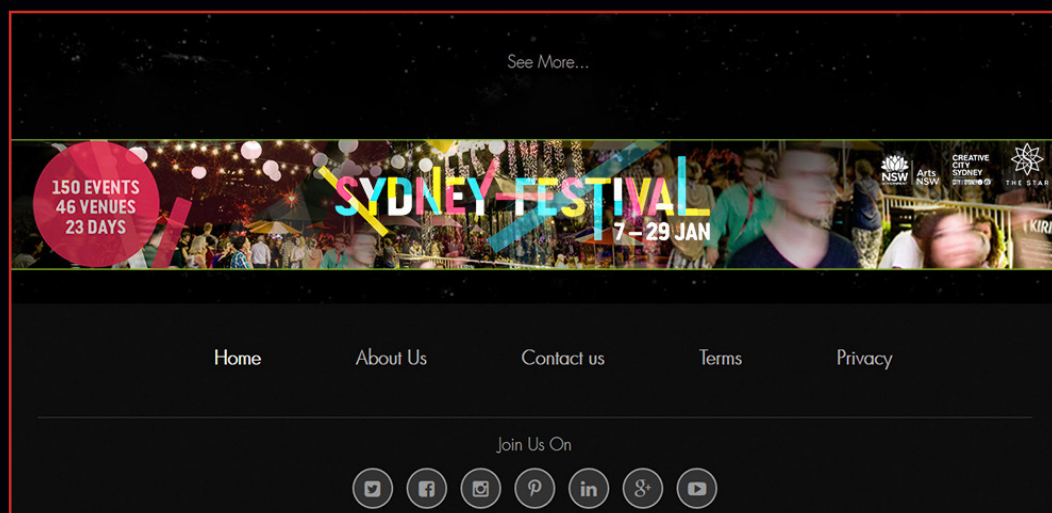 See More...
150 EVENTS
46 VENUES
23 DAYS
SYDNEY FESTIVAL
7 – 29 JAN
NSW
GOVERNMENT
Arts
NSW
CREATIVE
CITY
SYDNEY
THE STAR
Home
About Us
Contact us
Terms
Privacy
Join Us On